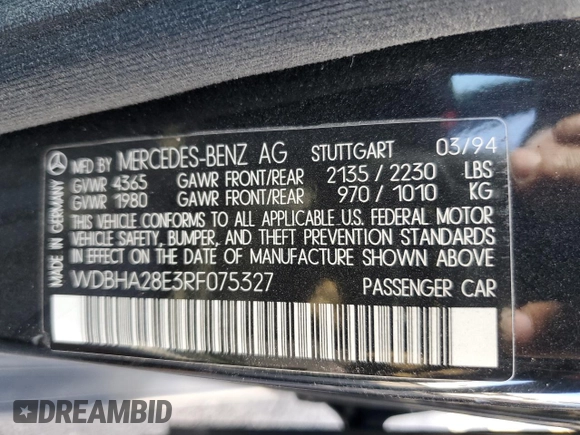 MADE IN GERMANY
MFD BY MERCEDES-BENZ AG STUTTGART 03/94
GVWR 4365 GAWR FRONT/REAR 2135 / 2230 LBS
GVWR 1980 GAWR FRONT/REAR 970 / 1010 KG
THIS VEHICLE CONFORMS TO ALL APPLICABLE U.S. FEDERAL MOTOR
VEHICLE SAFETY, BUMPER, AND THEFT PREVENTION STANDARDS
IN EFFECT ON THE DATE OF MANUFACTURE SHOWN ABOVE.
WDBHA28E3RF075327 PASSENGER CAR
DREAMBID